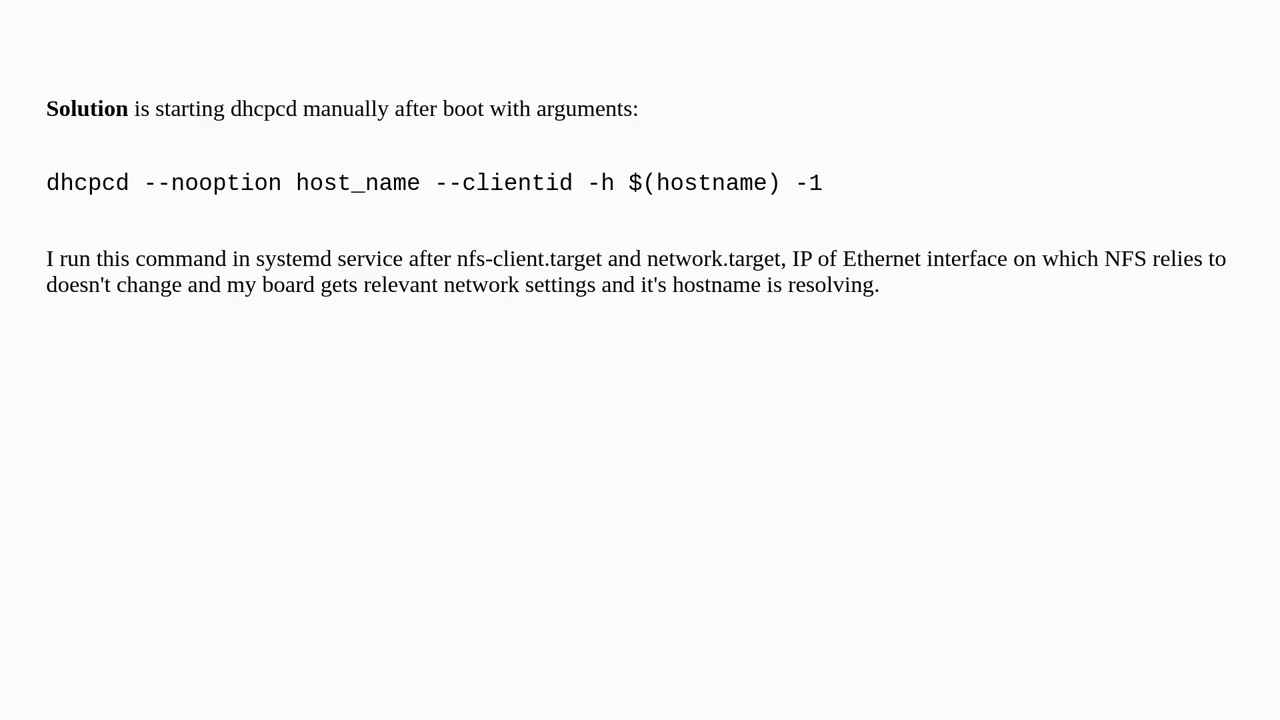 Solution is starting dhcpcd manually after boot with arguments:
dhcpcd --nooption host_name --clientid -h $(hostname) -1
I run this command in systemd service after nfs-client.target and network.target, IP of Ethernet interface on which NFS relies to
doesn't change and my board gets relevant network settings and it's hostname is resolving.